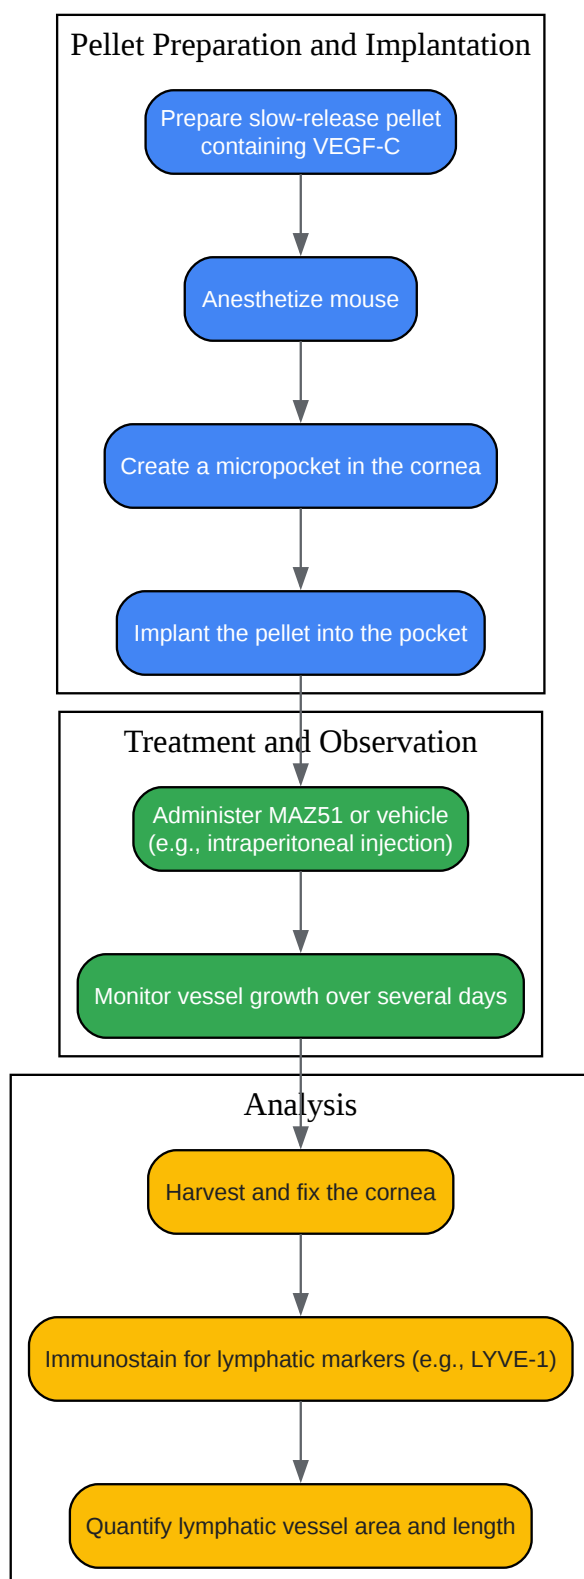 Pellet Preparation and Implantation
Prepare slow-release pellet
containing VEGF-C
Anesthetize mouse
Create a micropocket in the cornea
Implant the pellet into the pocket
Treatment and Observation
Administer MAZ51 or vehicle
(e.g., intraperitoneal injection)
Monitor vessel growth over several days
Analysis
Harvest and fix the cornea
Immunostain for lymphatic markers (e.g., LYVE-1)
Quantify lymphatic vessel area and length